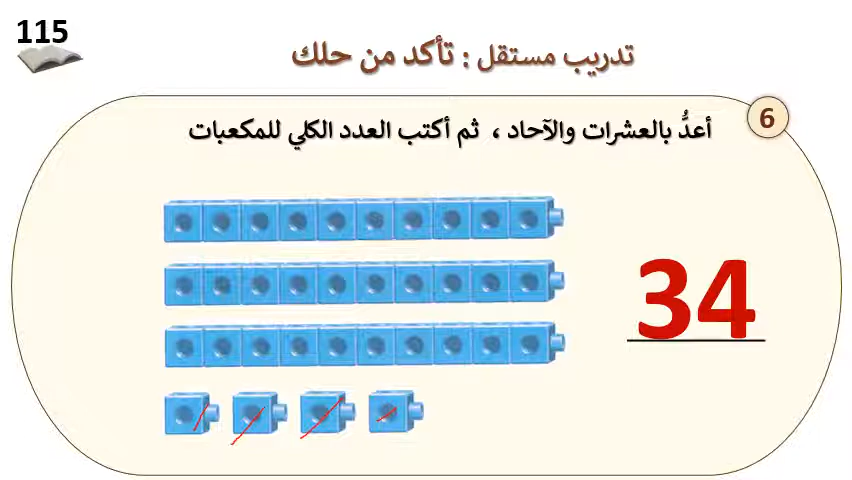 115
تدريب مستقل : تأكد من حلك
6
أعدُّ بالعشرات والآحاد ، ثم أكتب العدد الكلي للمكعبات
34